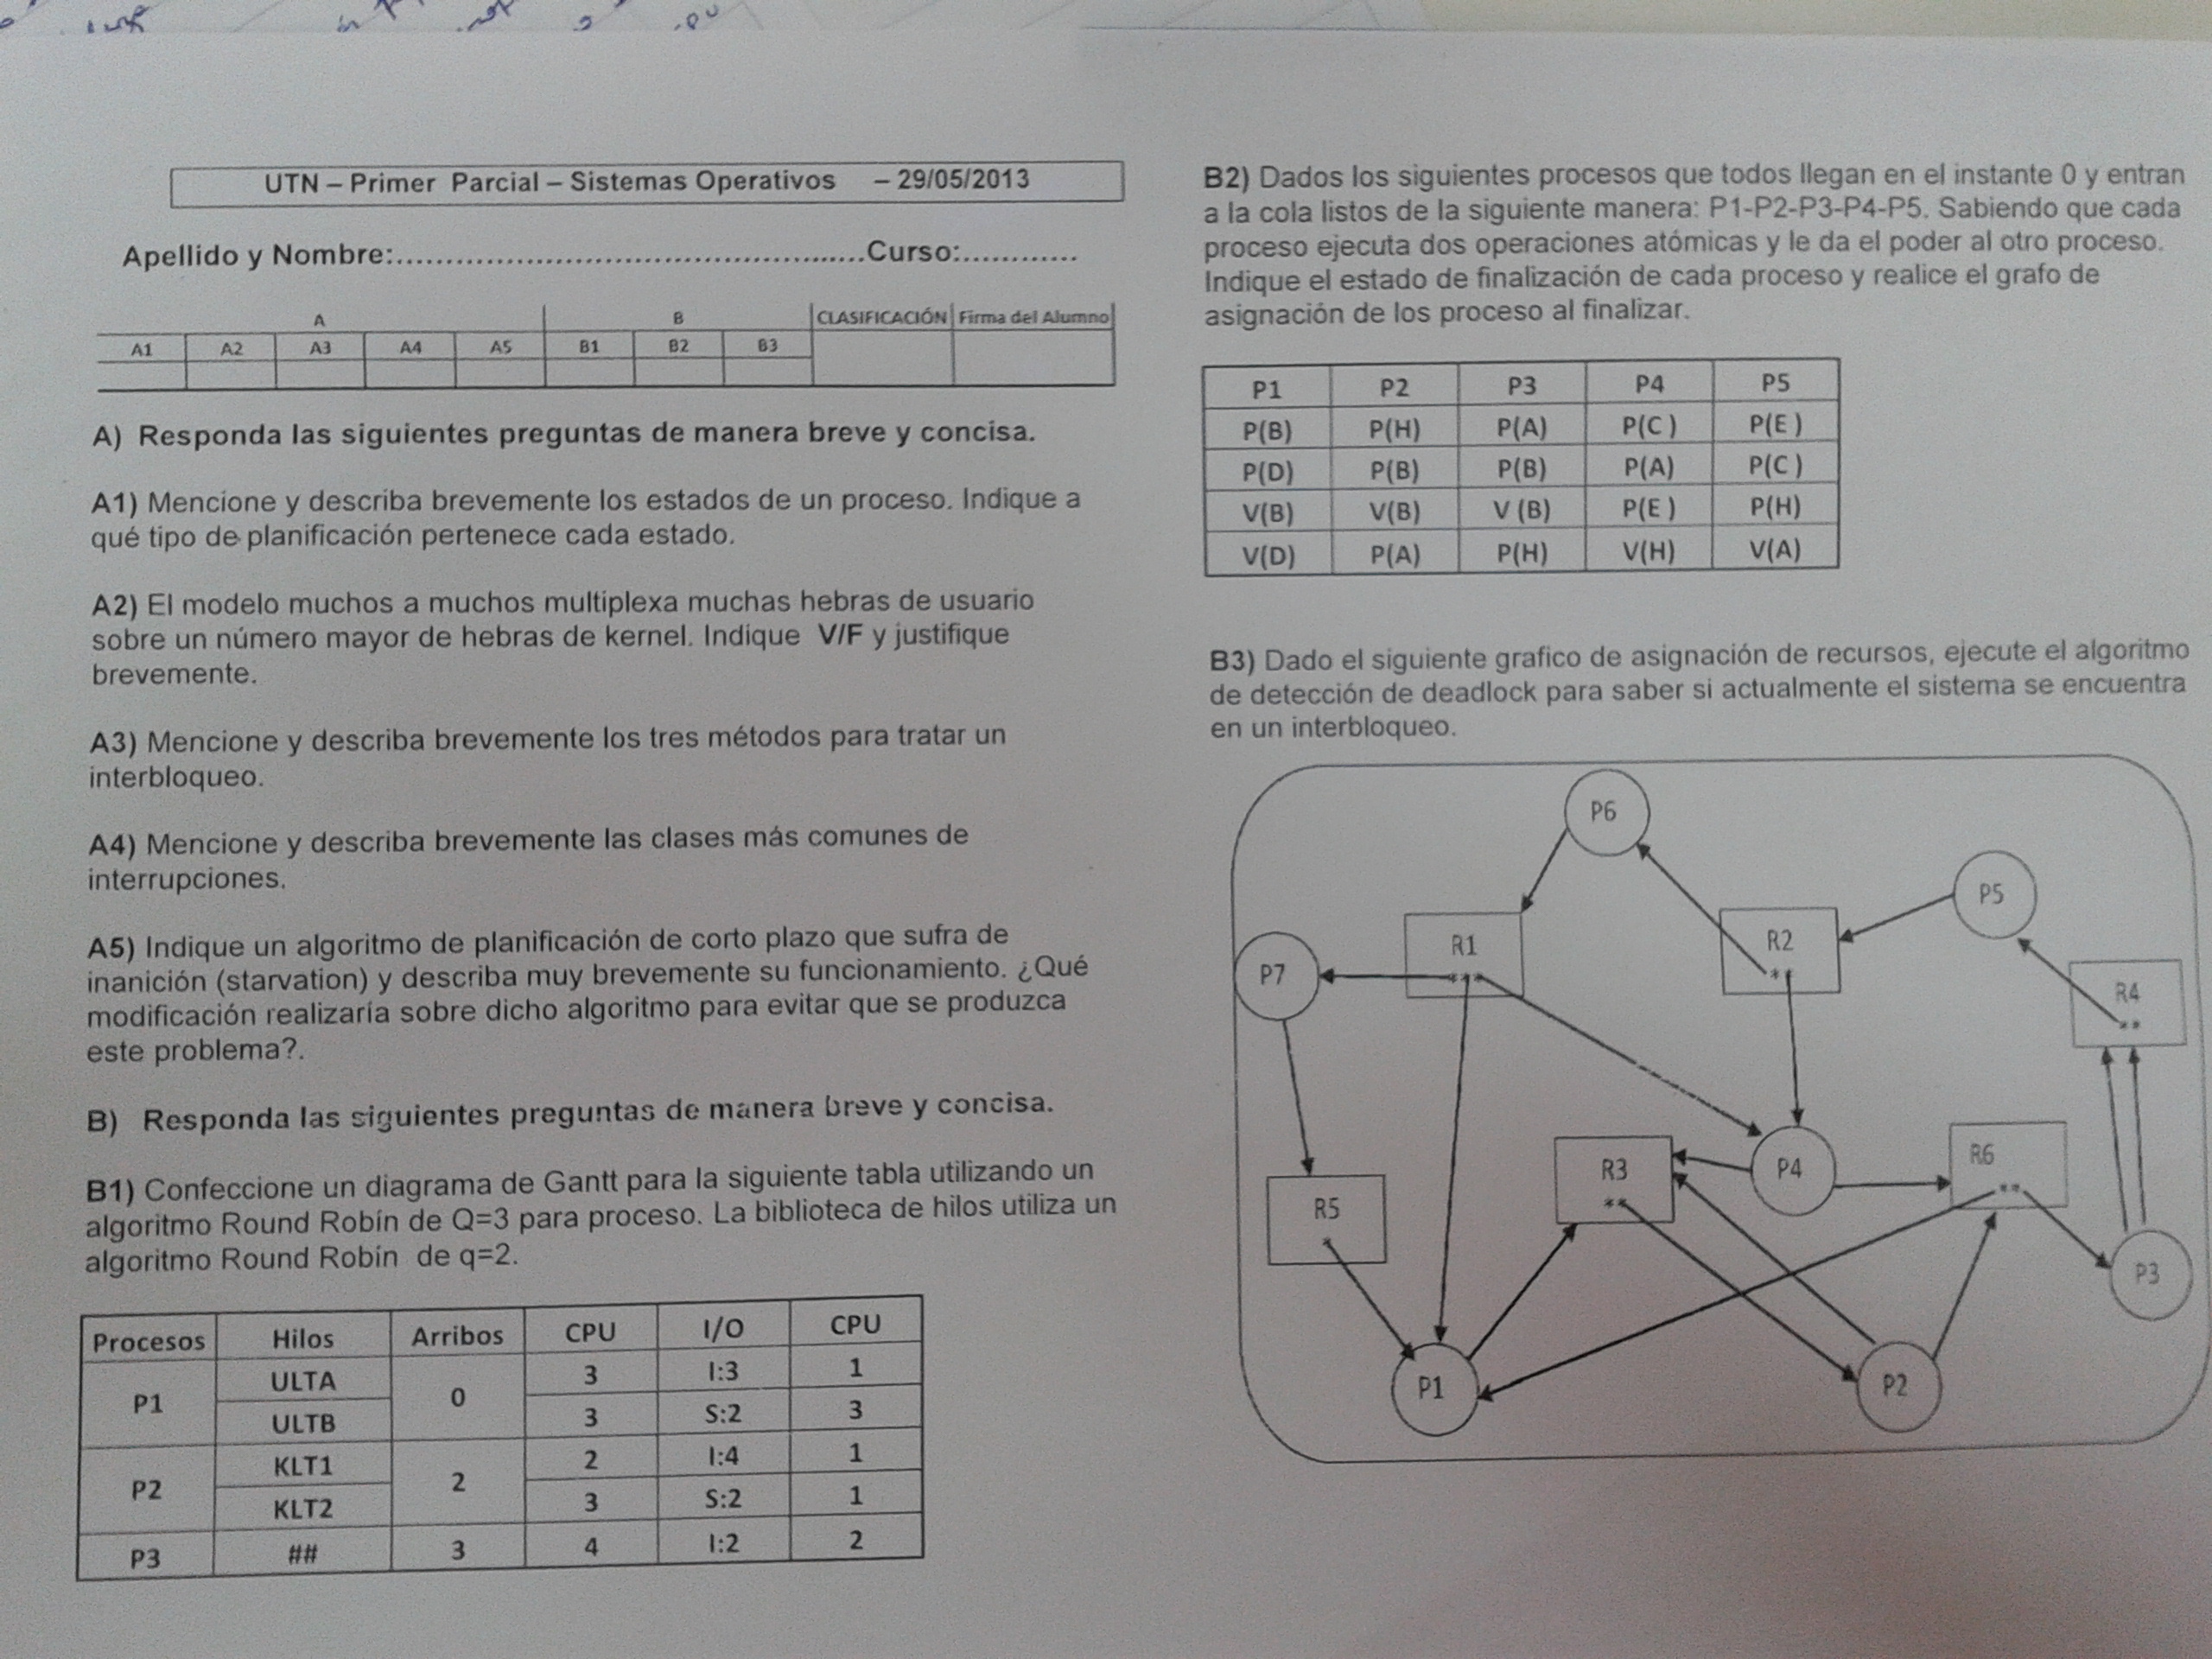 UTN – Primer Parcial – Sistemas Operativos – 29/05/2013
Apellido y Nombre:......................................................Curso:............
A B CLASIFICACIÓN Firma del Alumno
A1 A2 A3 A4 A5 B1 B2 B3
A) Responda las siguientes preguntas de manera breve y concisa.
A1) Mencione y describa brevemente los estados de un proceso. Indique a
qué tipo de planificación pertenece cada estado.
A2) El modelo muchos a muchos multiplexa muchas hebras de usuario
sobre un número mayor de hebras de kernel. Indique V/F y justifique
brevemente.
A3) Mencione y describa brevemente los tres métodos para tratar un
interbloqueo.
A4) Mencione y describa brevemente las clases más comunes de
interrupciones.
A5) Indique un algoritmo de planificación de corto plazo que sufra de
inanición (starvation) y describa muy brevemente su funcionamiento. ¿Qué
modificación realizaría sobre dicho algoritmo para evitar que se produzca
este problema?.
B) Responda las siguientes preguntas de manera breve y concisa.
B1) Confeccione un diagrama de Gantt para la siguiente tabla utilizando un
algoritmo Round Robín de Q=3 para proceso. La biblioteca de hilos utiliza un
algoritmo Round Robín de q=2.
Procesos Hilos Arribos CPU I/O CPU
P1 ULTA 0 3 I:3 1
ULTB 3 S:2 3
P2 KLT1 2 2 I:4 1
KLT2 3 S:2 1
P3 ## 3 4 I:2 2
B2) Dados los siguientes procesos que todos llegan en el instante 0 y entran
a la cola listos de la siguiente manera: P1-P2-P3-P4-P5. Sabiendo que cada
proceso ejecuta dos operaciones atómicas y le da el poder al otro proceso.
Indique el estado de finalización de cada proceso y realice el grafo de
asignación de los proceso al finalizar.
P1 P2 P3 P4 P5
P(B) P(H) P(A) P(C ) P(E )
P(D) P(B) P(B) P(A) P(C )
V(B) V(B) V (B) P(E ) P(H)
V(D) P(A) P(H) V(H) V(A)
B3) Dado el siguiente grafico de asignación de recursos, ejecute el algoritmo
de detección de deadlock para saber si actualmente el sistema se encuentra
en un interbloqueo.
P6
P5
R1
R2
P7
***
**
R4
**
R3
P4
R6
**
**
R5
*
P3
P1
P2